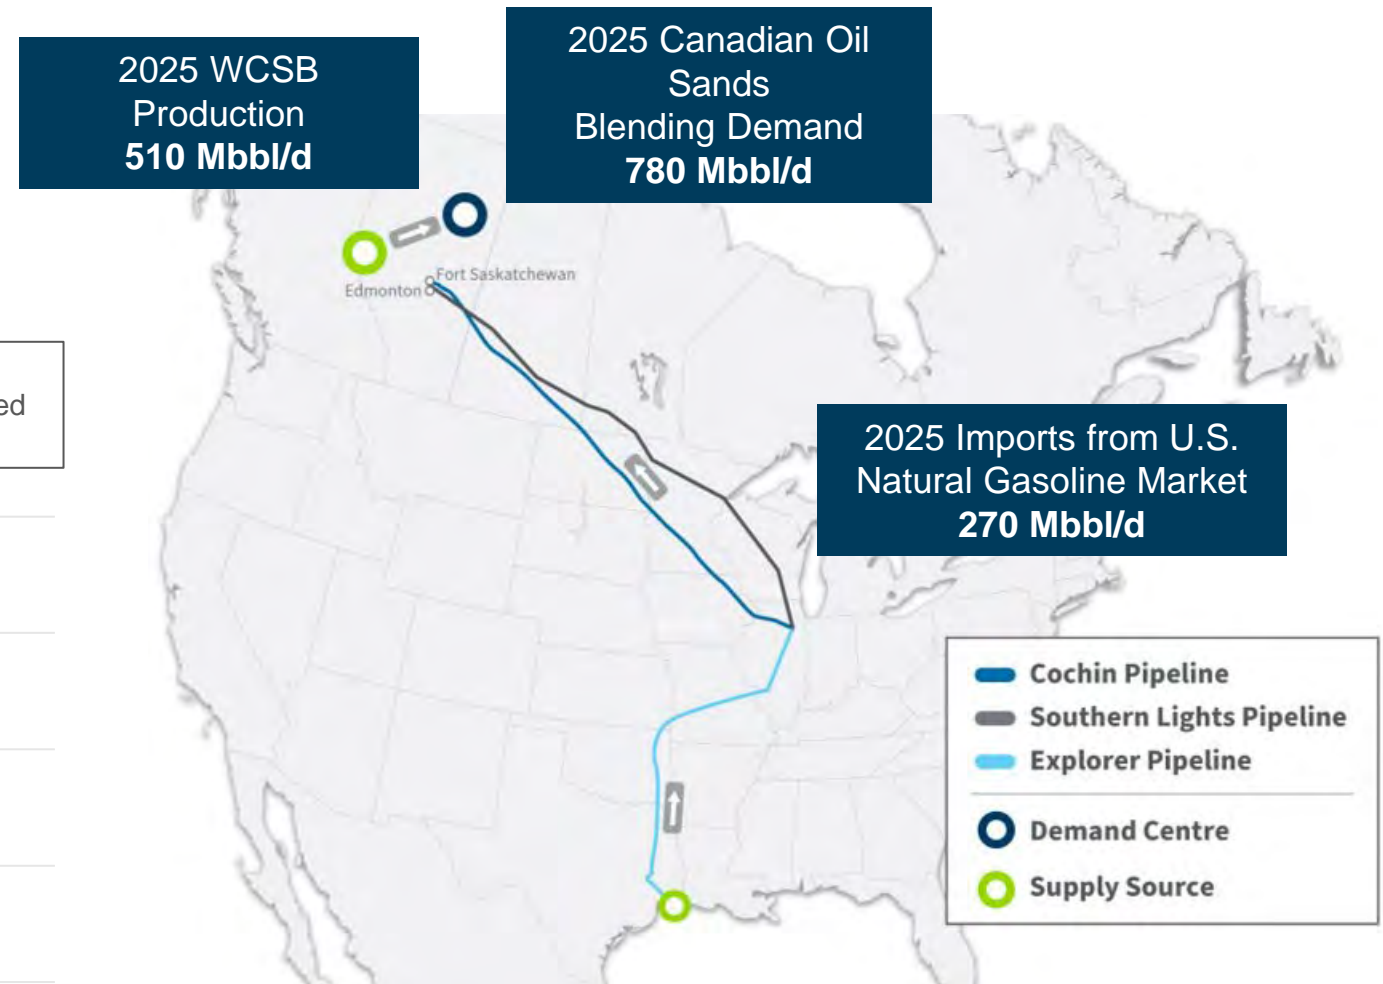 2025 WCSB
Production
510 Mbbl/d
2025 Canadian Oil
Sands
Blending Demand
780 Mbbl/d
Fort Saskatchewan
Edmonton
ed
2025 Imports from U.S.
Natural Gasoline Market
270 Mbbl/d
Cochin Pipeline
Southern Lights Pipeline
Explorer Pipeline
Demand Centre
Supply Source